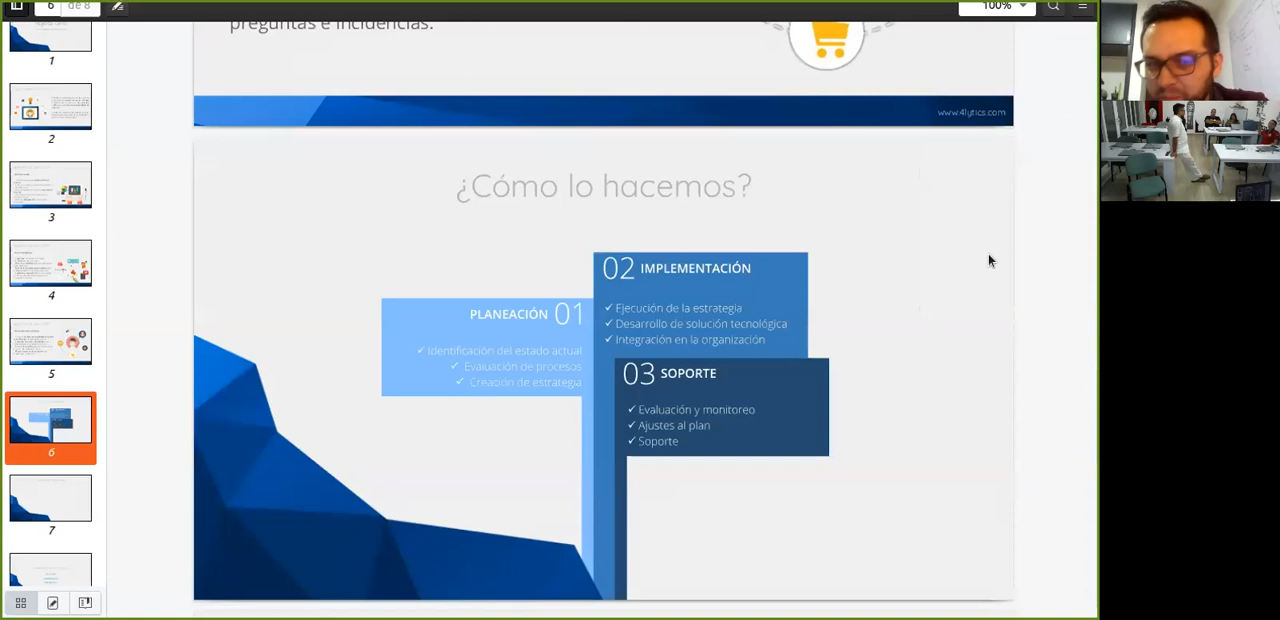 6 de 8
100%
preguntas e incidencias.
www.4lytics.com
¿Cómo lo hacemos?
02 IMPLEMENTACIÓN
✓ Ejecución de la estrategia
✓ Desarrollo de solución tecnológica
✓ Integración en la organización
PLANEACIÓN 01
✓ Identificación del estado actual
✓ Evaluación de procesos
✓ Creación de estrategia
03 SOPORTE
✓ Evaluación y monitoreo
✓ Ajustes al plan
✓ Soporte
1
2
3
4
5
6
7